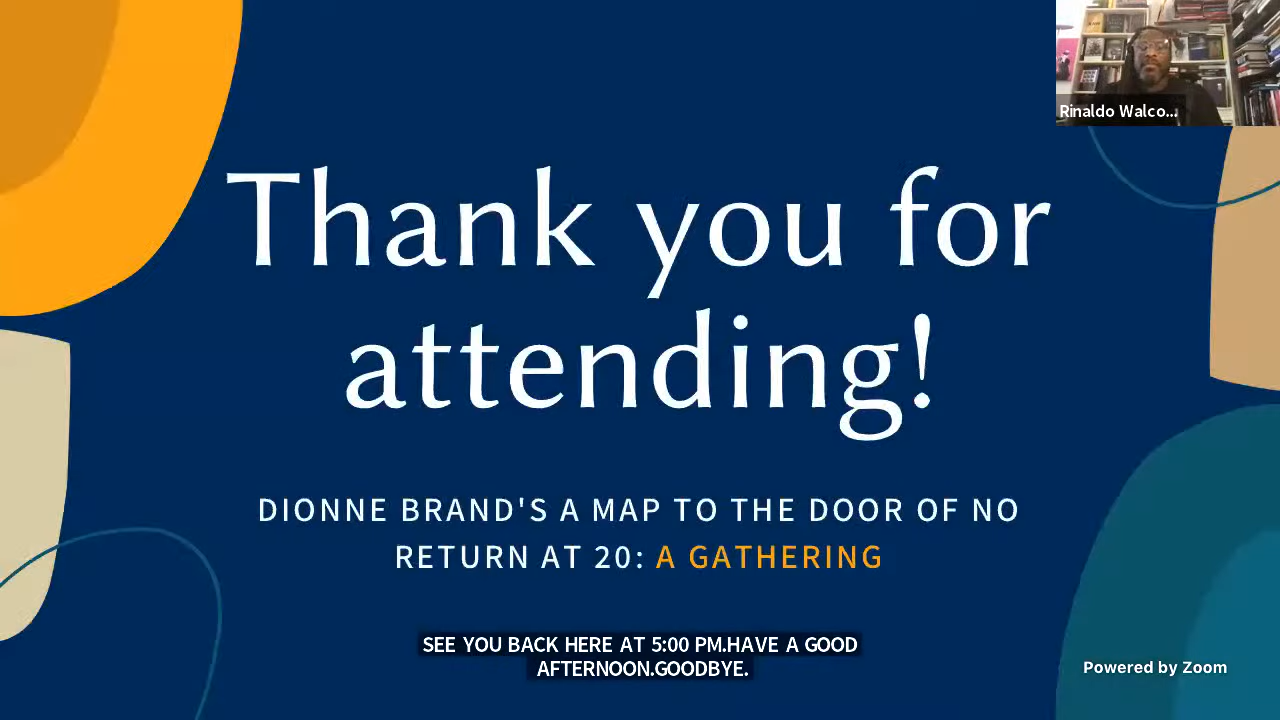 Rinaldo Walco...
Thank you for
attending!
DIONNE BRAND'S A MAP TO THE DOOR OF NO
RETURN AT 20: A GATHERING
SEE YOU BACK HERE AT 5:00 PM.HAVE A GOOD
AFTERNOON.GOODBYE.
Powered by Zoom